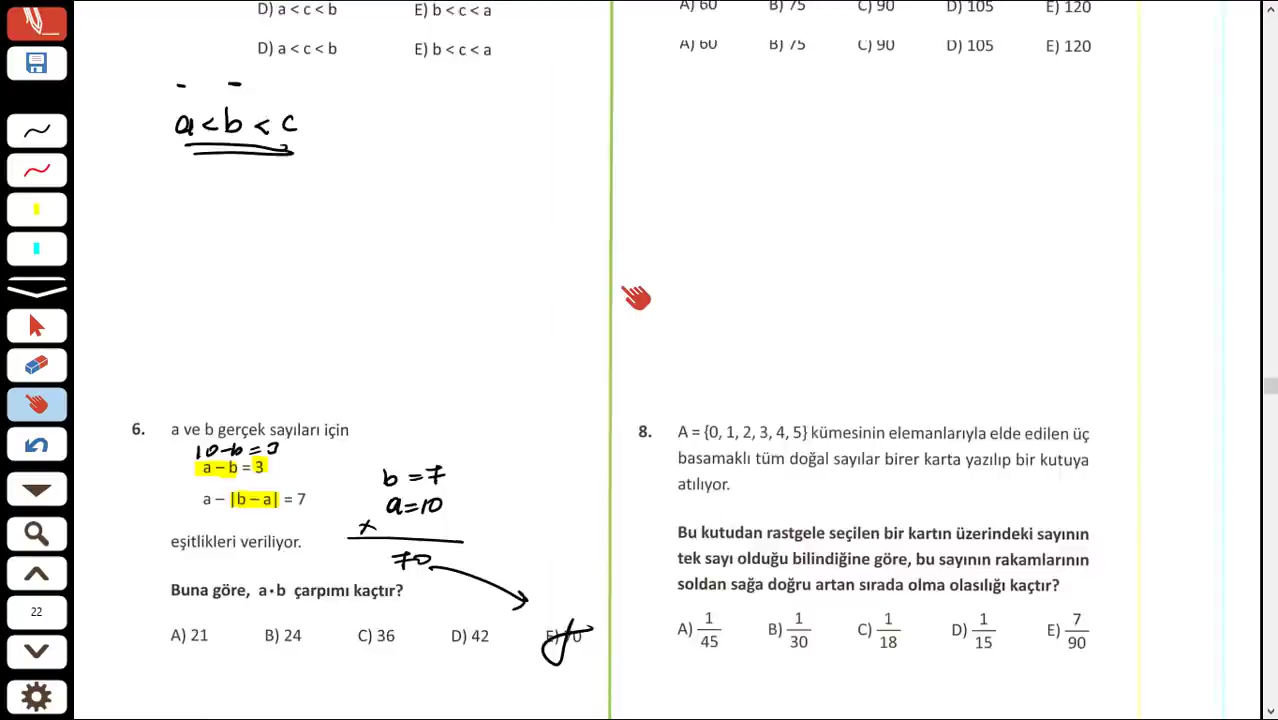 D) a < c < b E) b < c < a
D) a < c < b E) b < c < a
a < b < c
6. a ve b gerçek sayıları için
10-b = 3
a – b = 3
a – |b – a| = 7
eşitlikleri veriliyor.
b = 7
a = 10
x
70
Buna göre, a • b çarpımı kaçtır?
A) 21 B) 24 C) 36 D) 42
A) 60 B) 75 C) 90 D) 105 E) 120
A) 60 B) 75 C) 90 D) 105 E) 120
8. A = {0, 1, 2, 3, 4, 5} kümesinin elemanlarıyla elde edilen üç
basamaklı tüm doğal sayılar birer karta yazılıp bir kutuya
atılıyor.
Bu kutudan rastgele seçilen bir kartın üzerindeki sayının
tek sayı olduğu bilindiğine göre, bu sayının rakamlarının
soldan sağa doğru artan sırada olma olasılığı kaçtır?
A) 1/45 B) 1/30 C) 1/18 D) 1/15 E) 7/90
22